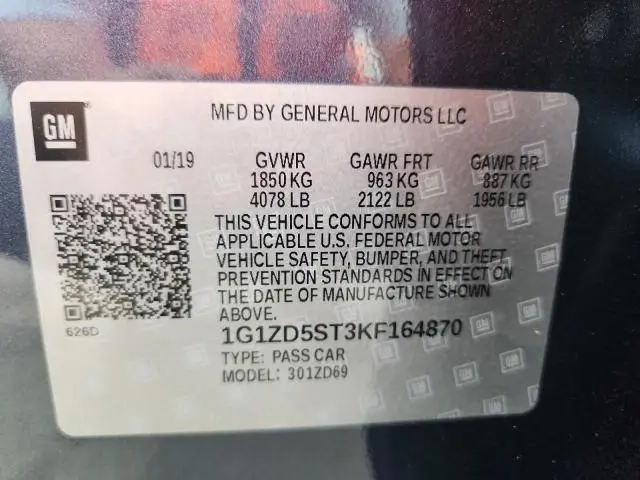 GM
MFD BY GENERAL MOTORS LLC
01/19 GVWR GAWR FRT GAWR RR
1850 KG 963 KG 887 KG
4078 LB 2122 LB 1956 LB
THIS VEHICLE CONFORMS TO ALL
APPLICABLE U.S. FEDERAL MOTOR
VEHICLE SAFETY, BUMPER, AND THEFT
PREVENTION STANDARDS IN EFFECT ON
THE DATE OF MANUFACTURE SHOWN
ABOVE.
626D
1G1ZD5ST3KF164870
TYPE: PASS CAR
MODEL: 301ZD69